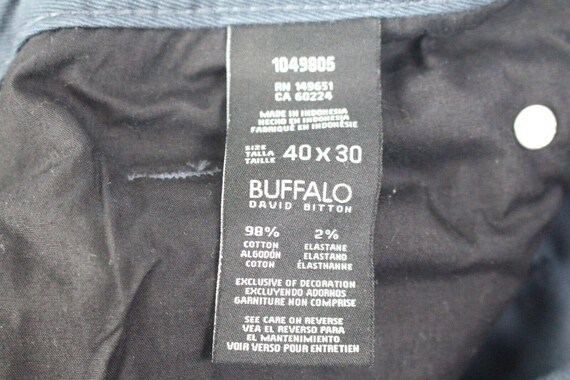 1049805
RN 149651
CA 60224
MADE IN INDONESIA
HECHO EN INDONESIA
FABRIQUÉ EN INDONÉSIE
SIZE
TALLA
TAILLE
40 x 30
BUFFALO
DAVID BITTON
98% 2%
COTTON ELASTANE
ALGODÓN ELASTANO
COTON ÉLASTHANNE
EXCLUSIVE OF DECORATION
EXCLUYENDO ADORNOS
GARNITURE NON COMPRISE
SEE CARE ON REVERSE
VEA EL REVERSO PARA
EL MANTENIMIENTO
VOIR VERSO POUR ENTRETIEN